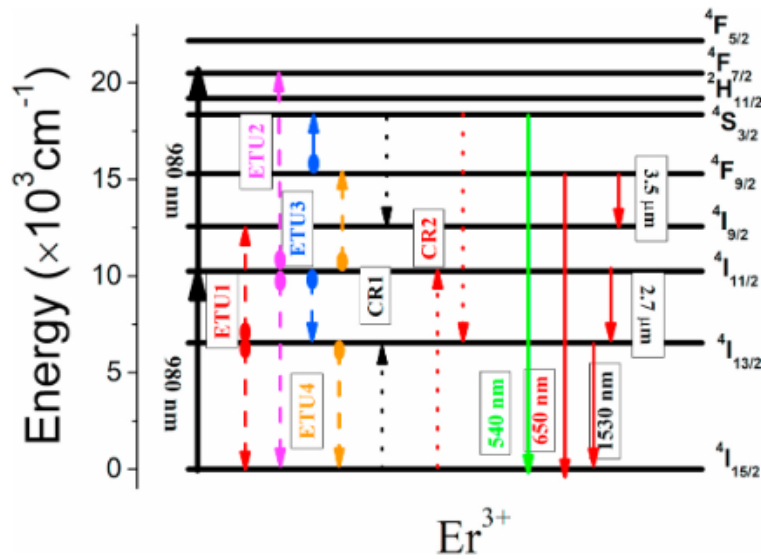 Energy (×10³cm⁻¹)
20
15
10
5
0
980 nm
980 nm
ETU1
ETU2
ETU3
ETU4
CR1
CR2
540 nm
650 nm
1530 nm
3.5 μm
2.7 μm
⁴F₅/₂
⁴F₇/₂
²H₁₁/₂
⁴S₃/₂
⁴F₉/₂
⁴I₉/₂
⁴I₁₁/₂
⁴I₁₃/₂
⁴I₁₅/₂
Er³⁺